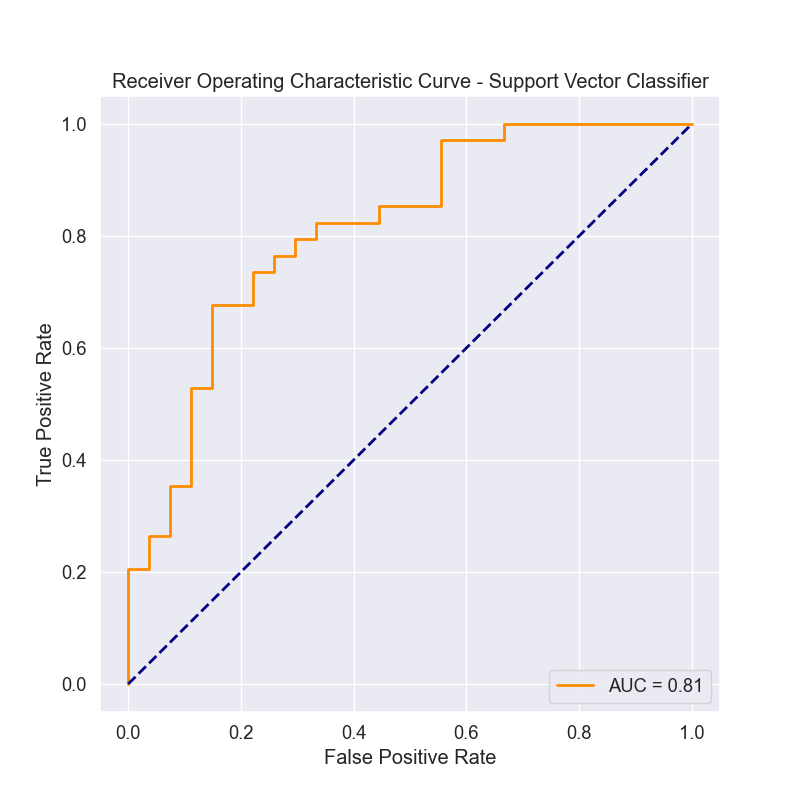 Receiver Operating Characteristic Curve - Support Vector Classifier
1.0
0.8
0.6
0.4
0.2
0.0
True Positive Rate
AUC = 0.81
0.0 0.2 0.4 0.6 0.8 1.0
False Positive Rate